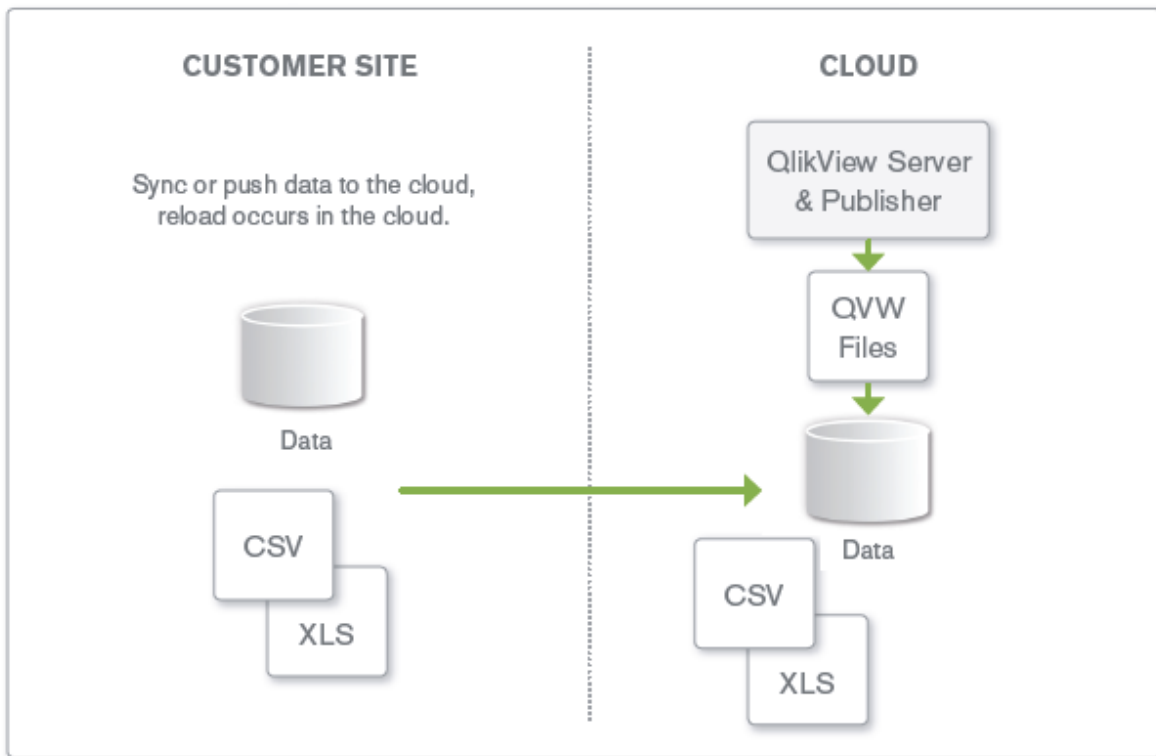 CUSTOMER SITE
Sync or push data to the cloud,
reload occurs in the cloud.
Data
CSV
XLS
CLOUD
QlikView Server
& Publisher
QVW
Files
Data
CSV
XLS